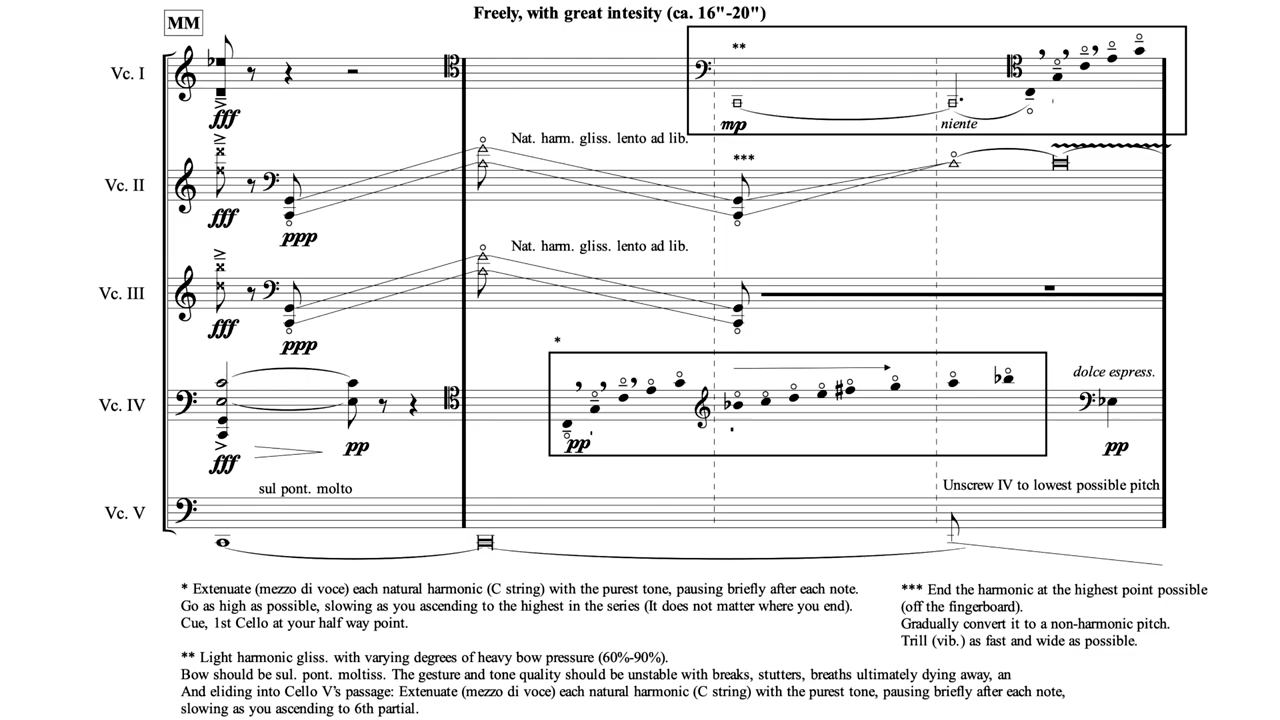 Freely, with great intesity (ca. 16"-20")
MM
Vc. I
fff
**
mp
niente
Vc. II
fff
ppp
Nat. harm. gliss. lento ad lib.
***
Vc. III
fff
ppp
Nat. harm. gliss. lento ad lib.
*
Vc. IV
fff
pp
pp
dolce espress.
pp
Vc. V
sul pont. molto
Unscrew IV to lowest possible pitch
* Extenuate (mezzo di voce) each natural harmonic (C string) with the purest tone, pausing briefly after each note.
Go as high as possible, slowing as you ascending to the highest in the series (It does not matter where you end).
Cue, 1st Cello at your half way point.
*** End the harmonic at the highest point possible
(off the fingerboard).
Gradually convert it to a non-harmonic pitch.
Trill (vib.) as fast and wide as possible.
** Light harmonic gliss. with varying degrees of heavy bow pressure (60%-90%).
Bow should be sul. pont. moltiss. The gesture and tone quality should be unstable with breaks, stutters, breaths ultimately dying away, an
And eliding into Cello V's passage: Extenuate (mezzo di voce) each natural harmonic (C string) with the purest tone, pausing briefly after each note,
slowing as you ascending to 6th partial.